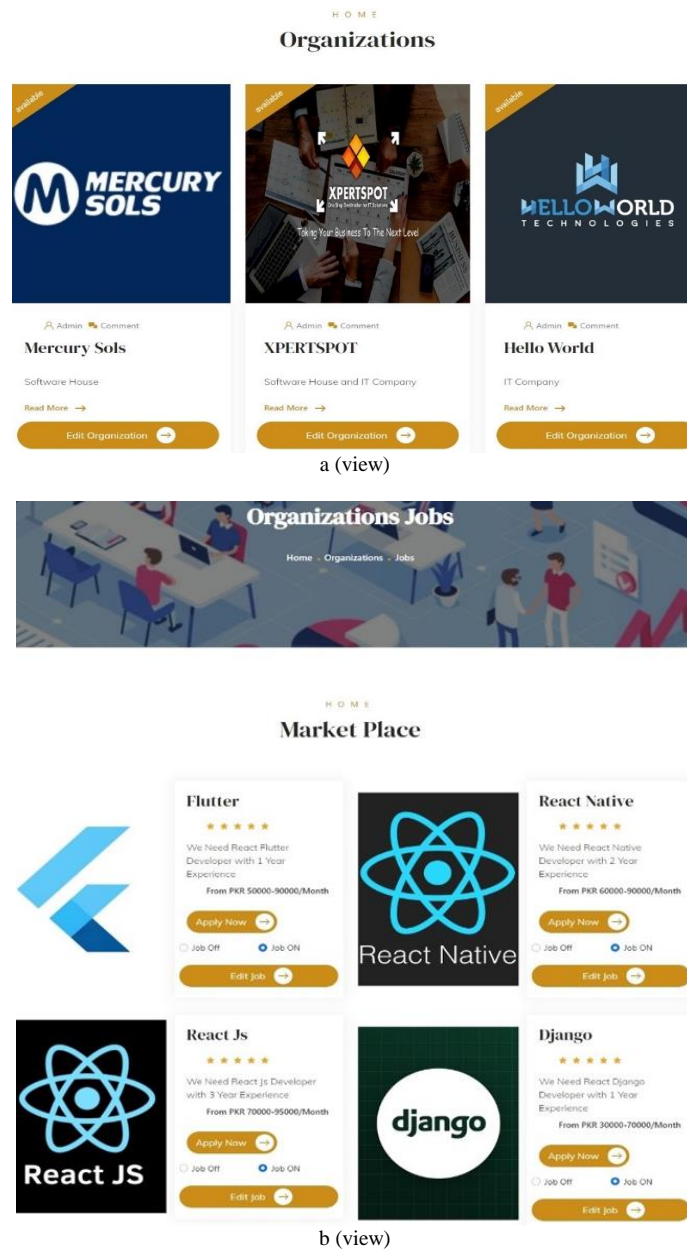 HOME
Organizations
available
available
available
MERCURY
SOLS
XPERTSPOT
Taking Your Business To The Next Level
HELLOWORLD
TECHNOLOGIES
Admin Comment
Admin Comment
Admin Comment
Mercury Sols
XPERTSPOT
Hello World
Software House
Software House and IT Company
IT Company
Read More →
Read More →
Read More →
Edit Organization →
Edit Organization →
Edit Organization →
a (view)
Organizations Jobs
Home . Organizations . Jobs
HOME
Market Place
Flutter
We Need React Flutter
Developer with 1 Year
Experience
From PKR 50000-90000/Month
Apply Now →
Job Off Job ON
Edit Job →
React Native
React Native
We Need React Native
Developer with 2 Year
Experience
From PKR 60000-90000/Month
Apply Now →
Job Off Job ON
Edit Job →
React JS
React Js
We Need React Js Developer
with 3 Year Experience
From PKR 70000-95000/Month
Apply Now →
Job Off Job ON
Edit Job →
django
Django
We Need React Django
Developer with 1 Year
Experience
From PKR 30000-70000/Month
Apply Now →
Job Off Job ON
Edit Job →
b (view)